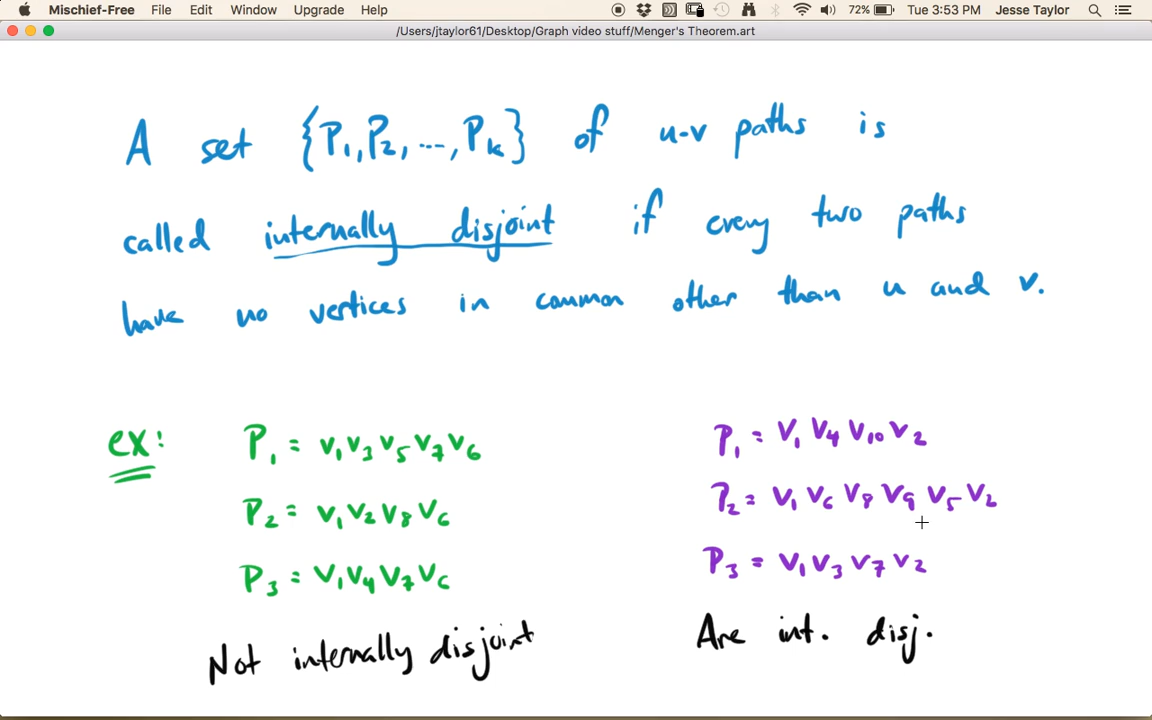 Mischief-Free File Edit Window Upgrade Help 72% Tue 3:53 PM Jesse Taylor
/Users/jtaylor61/Desktop/Graph video stuff/Menger's Theorem.art
A set {P₁,P₂,...,Pₖ} of u-v paths is
called internally disjoint if every two paths
have no vertices in common other than u and v.
ex: P₁ = v₁v₃v₅v₇v₆ P₁ = v₁v₄v₁₀v₂
P₂ = v₁v₂v₈v₆ P₂ = v₁v₆v₈v₉v₅v₂
P₃ = v₁v₄v₇v₆ P₃ = v₁v₃v₇v₂
Not internally disjoint Are int. disj.